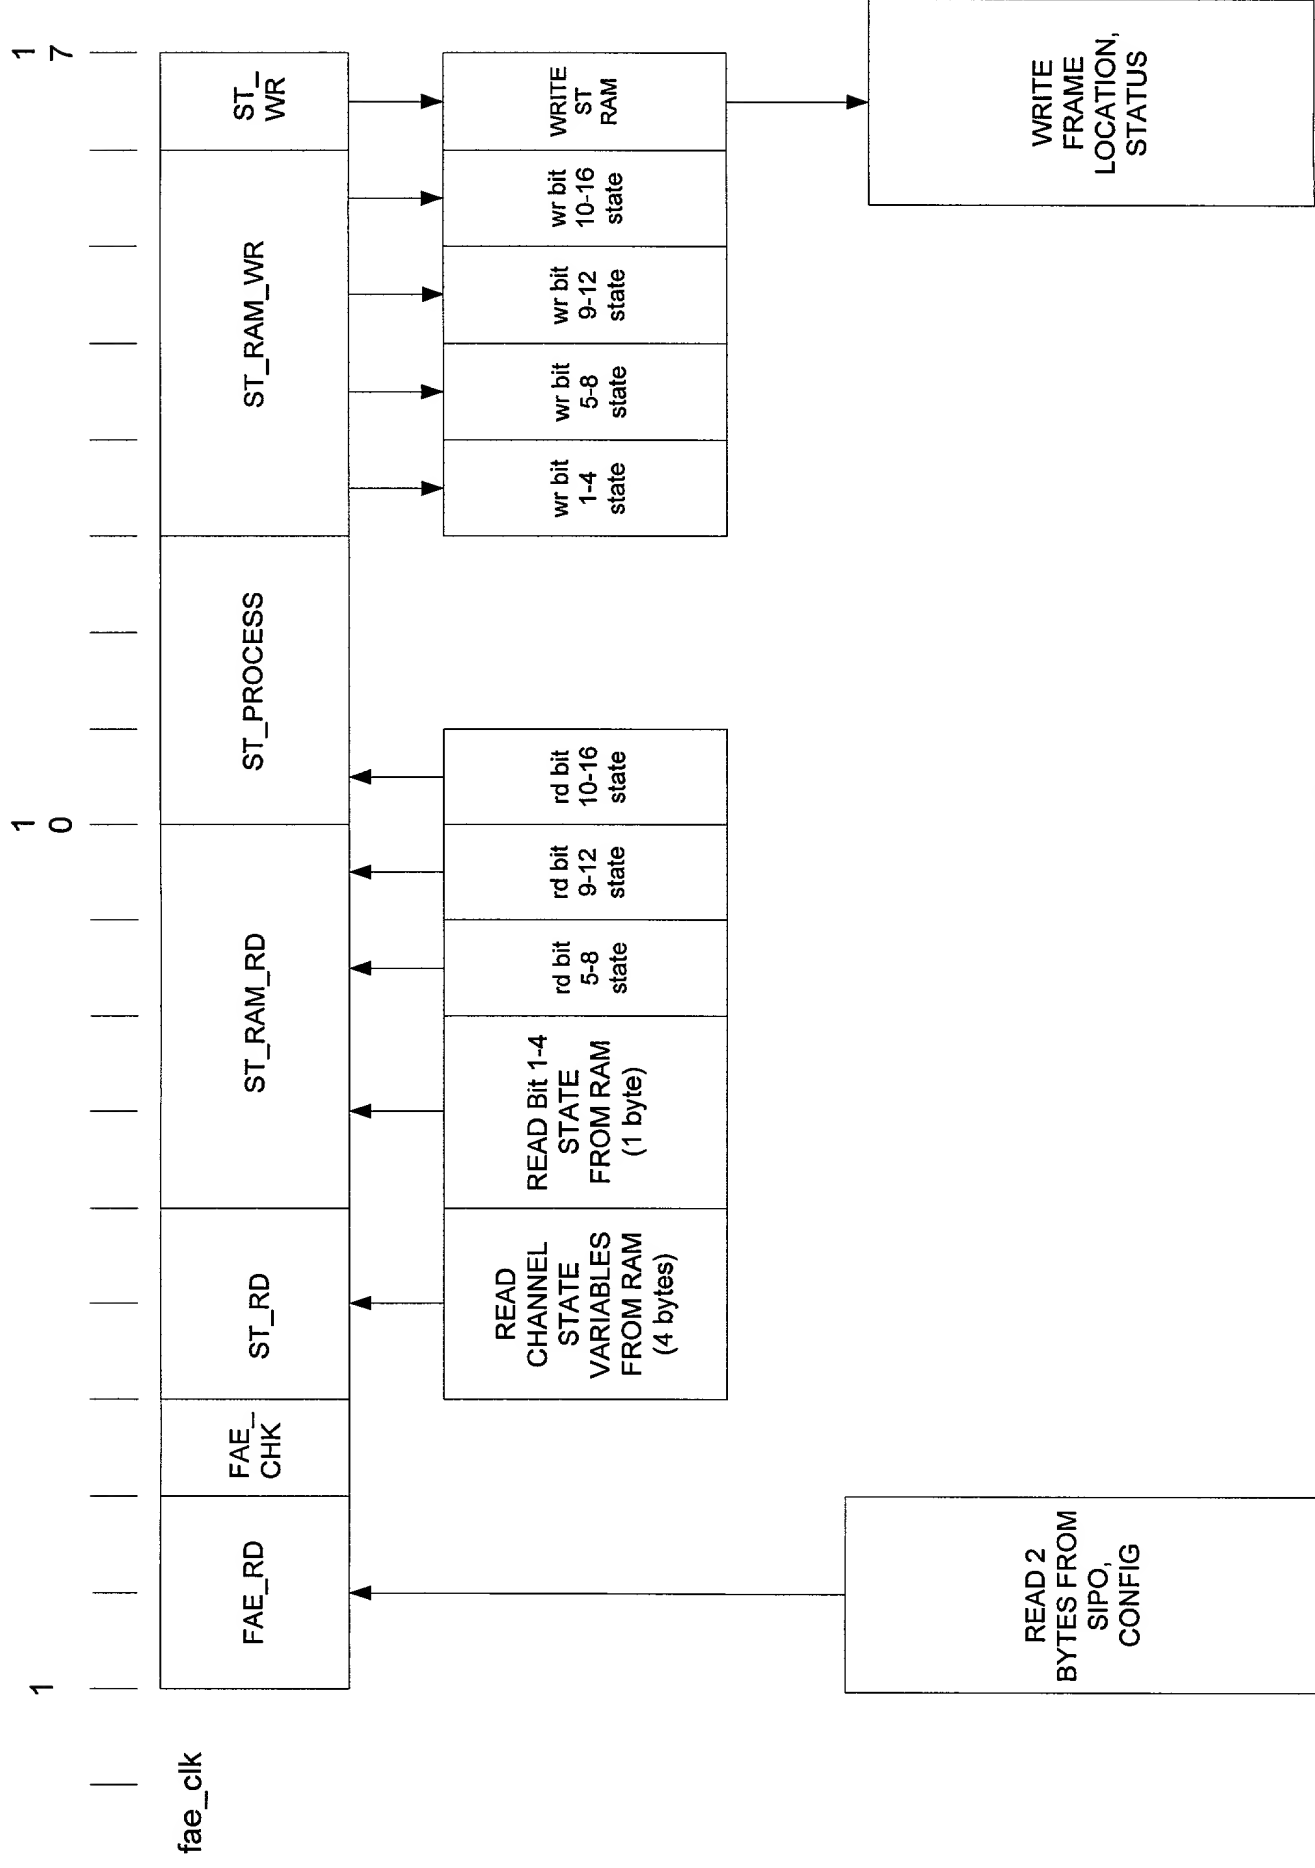 1
10
17
fae_clk
FAE_RD
FAE_
CHK
ST_RD
ST_RAM_RD
ST_PROCESS
ST_RAM_WR
ST_
WR
READ
CHANNEL
STATE
VARIABLES
FROM RAM
(4 bytes)
READ Bit 1-4
STATE
FROM RAM
(1 byte)
rd bit
5-8
state
rd bit
9-12
state
rd bit
10-16
state
wr bit
1-4
state
wr bit
5-8
state
wr bit
9-12
state
wr bit
10-16
state
WRITE
ST
RAM
READ 2
BYTES FROM
SIPO,
CONFIG
WRITE
FRAME
LOCATION,
STATUS